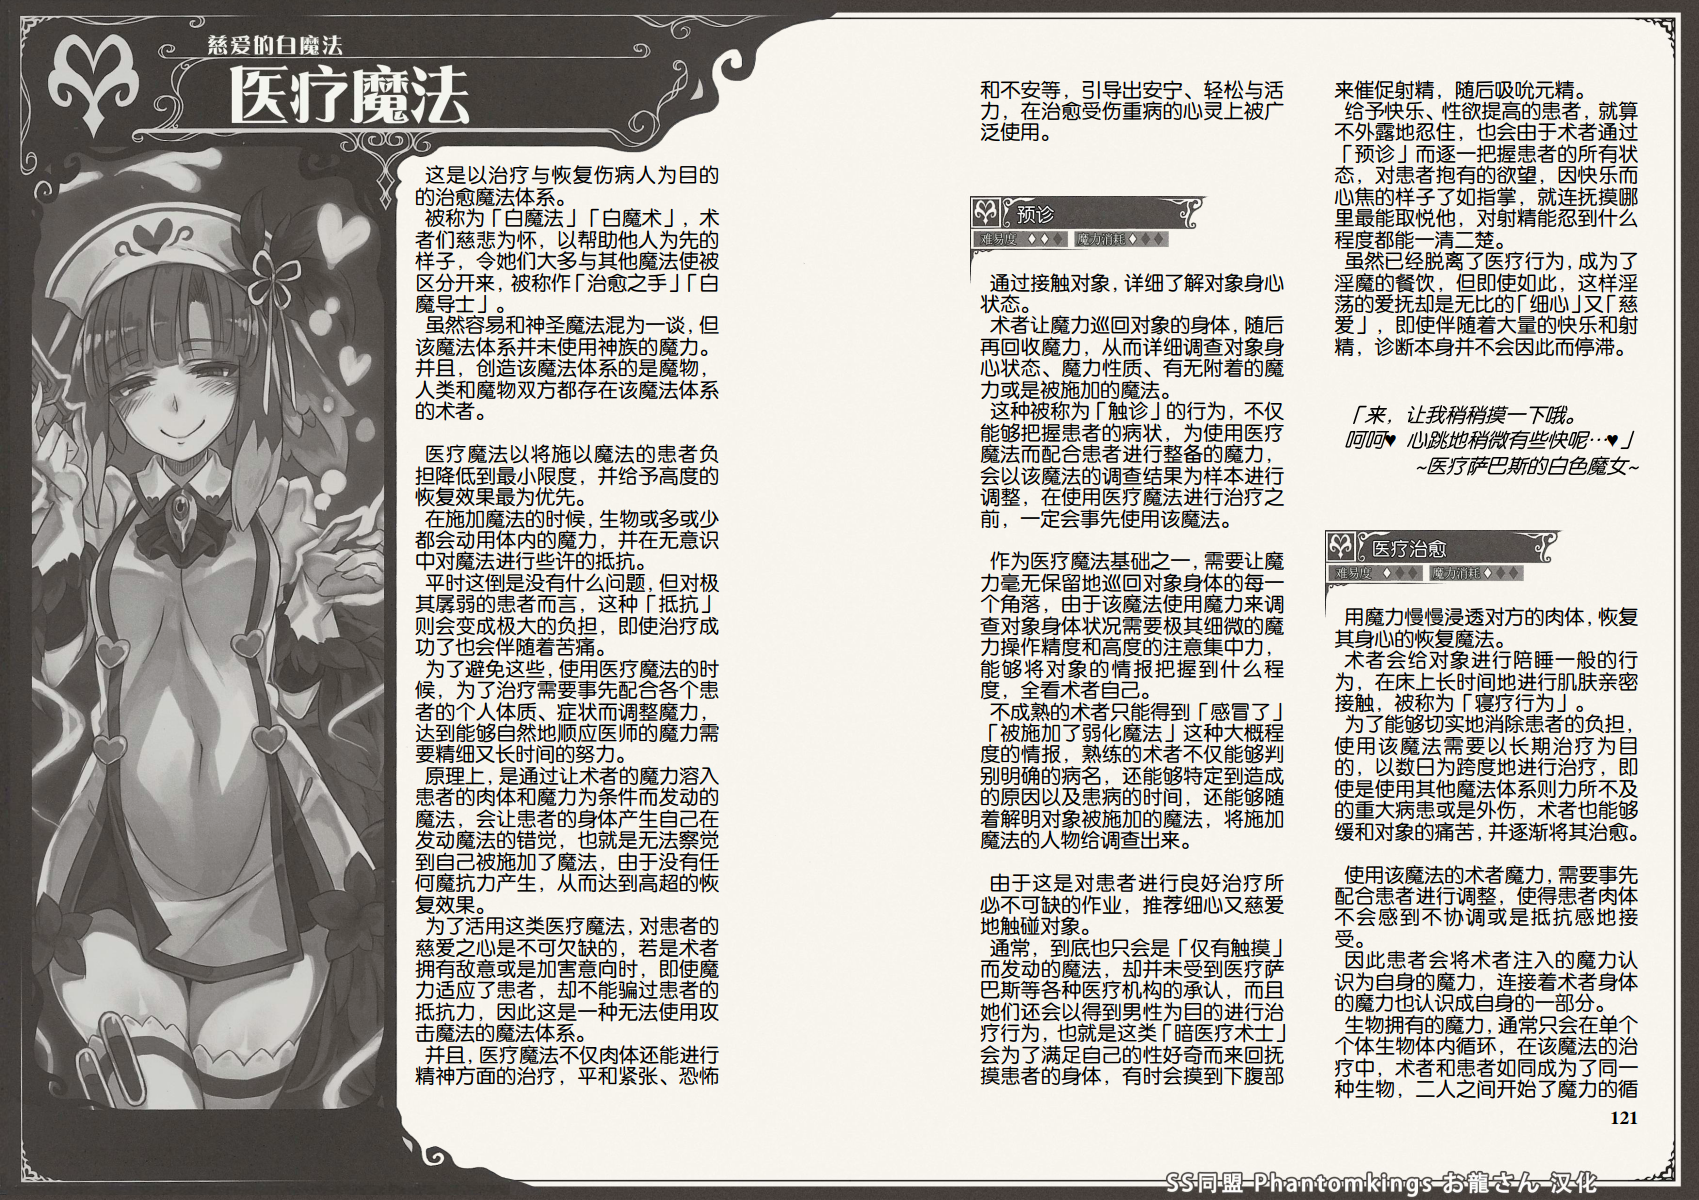 慈爱的白魔法
医疗魔法
这是以治疗与恢复伤病人为目的
的治愈魔法体系。
被称为「白魔法」「白魔术」，术
者们慈悲为怀，以帮助他人为先的
样子，令她们大多与其他魔法使被
区分开来，被称作「治愈之手」「白
魔导士」。
虽然容易和神圣魔法混为一谈，但
该魔法体系并未使用神族的魔力。
并且，创造该魔法体系的是魔物，
人类和魔物双方都存在该魔法体系
的术者。
医疗魔法以将施以魔法的患者负
担降低到最小限度，并给予高度的
恢复效果最为优先。
在施加魔法的时候，生物或多或少
都会动用体内的魔力，并在无意识
中对魔法进行些许的抵抗。
平时这倒是没有什么问题，但对极
其孱弱的患者而言，这种「抵抗」
则会变成极大的负担，即使治疗成
功了也会伴随着苦痛。
为了避免这些，使用医疗魔法的时
候，为了治疗需要事先配合各个患
者的个人体质、症状而调整魔力，
达到能够自然地顺应医师的魔力需
要精细又长时间的努力。
原理上，是通过让术者的魔力溶入
患者的肉体和魔力为条件而发动的
魔法，会让患者的身体产生自己在
发动魔法的错觉，也就是无法察觉
到自己被施加了魔法，由于没有任
何魔抗力产生，从而达到高超的恢
复效果。
为了活用这类医疗魔法，对患者的
慈爱之心是不可欠缺的，若是术者
拥有敌意或是加害意向时，即使魔
力适应了患者，却不能骗过患者的
抵抗力，因此这是一种无法使用攻
击魔法的魔法体系。
并且，医疗魔法不仅肉体还能进行
精神方面的治疗，平和紧张、恐怖
和不安等，引导出安宁、轻松与活
力，在治愈受伤重病的心灵上被广
泛使用。
预诊
难易度 ♦♦♦ 魔力消耗 ♦♦♦
通过接触对象，详细了解对象身心
状态。
术者让魔力巡回对象的身体，随后
再回收魔力，从而详细调查对象身
心状态、魔力性质、有无附着的魔
力或是被施加的魔法。
这种被称为「触诊」的行为，不仅
能够把握患者的病状，为使用医疗
魔法而配合患者进行整备的魔力，
会以该魔法的调查结果为样本进行
调整，在使用医疗魔法进行治疗之
前，一定会事先使用该魔法。
作为医疗魔法基础之一，需要让魔
力毫无保留地巡回对象身体的每一
个角落，由于该魔法使用魔力来调
查对象身体状况需要极其细微的魔
力操作精度和高度的注意集中力，
能够将对象的情报把握到什么程
度，全看术者自己。
不成熟的术者只能得到「感冒了」
「被施加了弱化魔法」这种大概程
度的情报，熟练的术者不仅能够判
别明确的病名，还能够特定到造成
的原因以及患病的时间，还能够随
着解明对象被施加的魔法，将施加
魔法的人物给调查出来。
由于这是对患者进行良好治疗所
必不可缺的作业，推荐细心又慈爱
地触碰对象。
通常，到底也只会是「仅有触摸」
而发动的魔法，却并未受到医疗萨
巴斯等各种医疗机构的承认，而且
她们还会以得到男性为目的进行治
疗行为，也就是这类「暗医疗术士」
会为了满足自己的性好奇而来回抚
摸患者的身体，有时会摸到下腹部
来催促射精，随后吸吮元精。
给予快乐、性欲提高的患者，就算
不外露地忍住，也会由于术者通过
「预诊」而逐一把握患者的所有状
态，对患者抱有的欲望，因快乐而
心焦的样子了如指掌，就连抚摸哪
里最能取悦他，对射精能忍到什么
程度都能一清二楚。
虽然已经脱离了医疗行为，成为了
淫魔的餐饮，但即使如此，这样淫
荡的爱抚却是无比的「细心」又「慈
爱」，即使伴随着大量的快乐和射
精，诊断本身并不会因此而停滞。
「来，让我稍稍摸一下哦。
呵呵♥ 心跳地稍微有些快呢…♥」
~医疗萨巴斯的白色魔女~
医疗治愈
难易度 ♦♦♦ 魔力消耗 ♦♦♦
用魔力慢慢浸透对方的肉体，恢复
其身心的恢复魔法。
术者会给对象进行陪睡一般的行
为，在床上长时间地进行肌肤亲密
接触，被称为「寝疗行为」。
为了能够切实地消除患者的负担，
使用该魔法需要以长期治疗为目
的，以数日为跨度地进行治疗，即
使是使用其他魔法体系则力所不及
的重大病患或是外伤，术者也能够
缓和对象的痛苦，并逐渐将其治愈。
使用该魔法的术者魔力，需要事先
配合患者进行调整，使得患者肉体
不会感到不协调或是抵抗感地接
受。
因此患者会将术者注入的魔力认
识为自身的魔力，连接着术者身体
的魔力也认识成自身的一部分。
生物拥有的魔力，通常只会在单个
个体生物体内循环，在该魔法的治
疗中，术者和患者如同成为了同一
种生物，二人之间开始了魔力的循
121
SS同盟 Phantomkings お龍さん 汉化